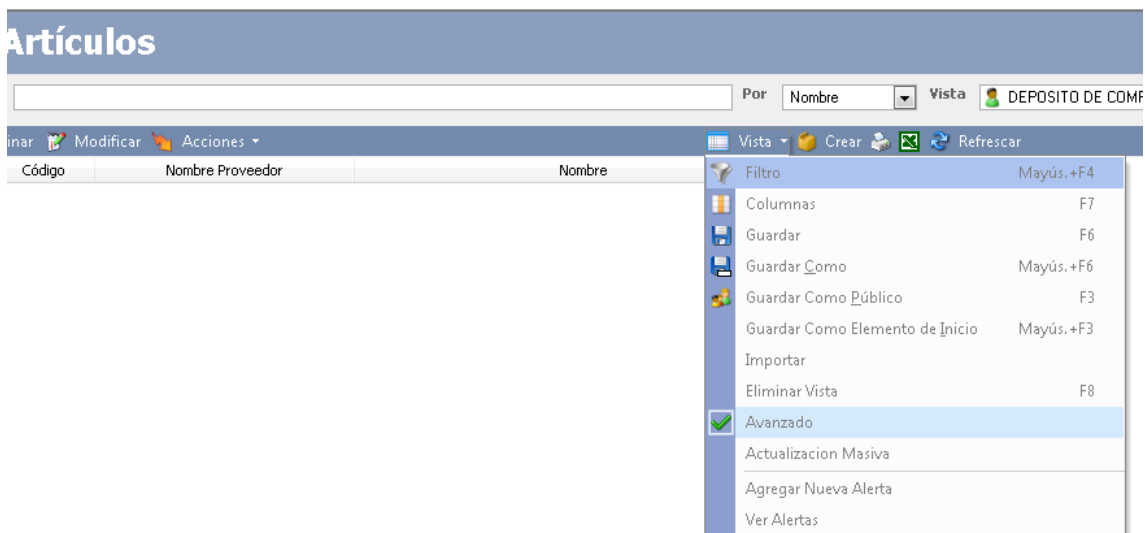 Artículos
Por Nombre Vista DEPOSITO DE COMP
inar Modificar Acciones Vista Crear Refrescar
Código Nombre Proveedor Nombre
Filtro Mayús.+F4
Columnas F7
Guardar F6
Guardar Como Mayús.+F6
Guardar Como Público F3
Guardar Como Elemento de Inicio Mayús.+F3
Importar
Eliminar Vista F8
Avanzado
Actualizacion Masiva
Agregar Nueva Alerta
Ver Alertas